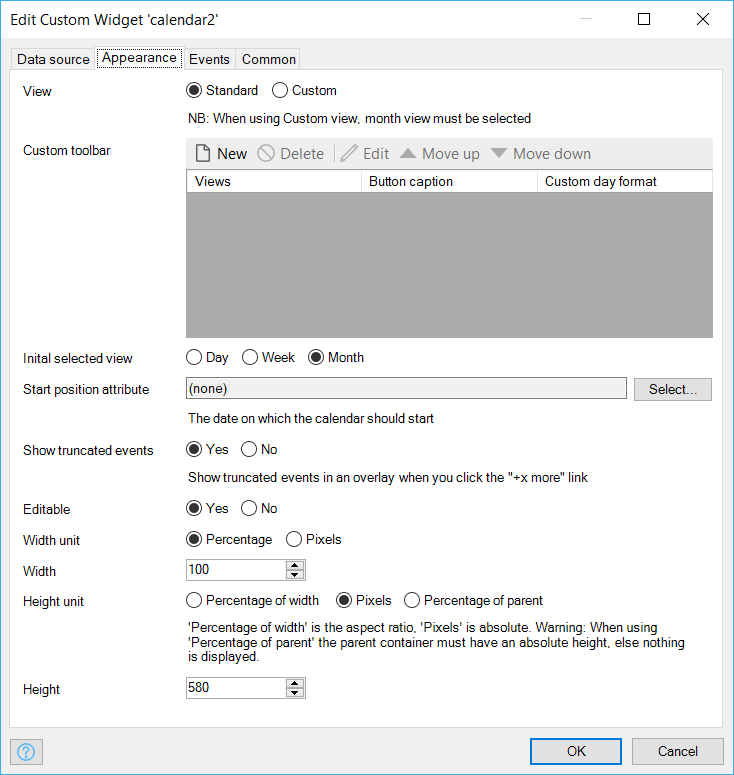 Edit Custom Widget 'calendar2'
Data source Appearance Events Common
View Standard Custom
NB: When using Custom view, month view must be selected
Custom toolbar New Delete Edit Move up Move down
Views Button caption Custom day format
Inital selected view Day Week Month
Start position attribute (none) Select...
The date on which the calendar should start
Show truncated events Yes No
Show truncated events in an overlay when you click the "+x more" link
Editable Yes No
Width unit Percentage Pixels
Width 100
Height unit Percentage of width Pixels Percentage of parent
'Percentage of width' is the aspect ratio, 'Pixels' is absolute. Warning: When using
'Percentage of parent' the parent container must have an absolute height, else nothing
is displayed.
Height 580
? OK Cancel